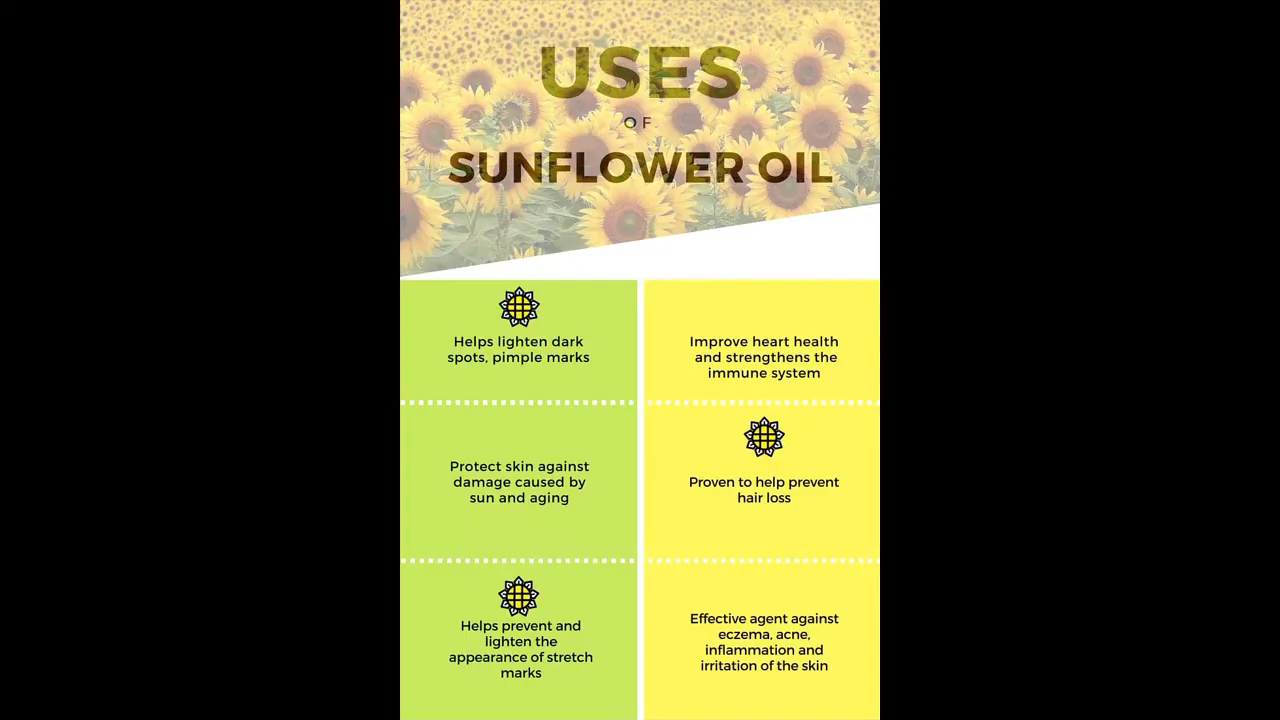 USES
OF
SUNFLOWER OIL
Helps lighten dark
spots, pimple marks
Improve heart health
and strengthens the
immune system
Protect skin against
damage caused by
sun and aging
Proven to help prevent
hair loss
Helps prevent and
lighten the
appearance of stretch
marks
Effective agent against
eczema, acne,
inflammation and
irritation of the skin